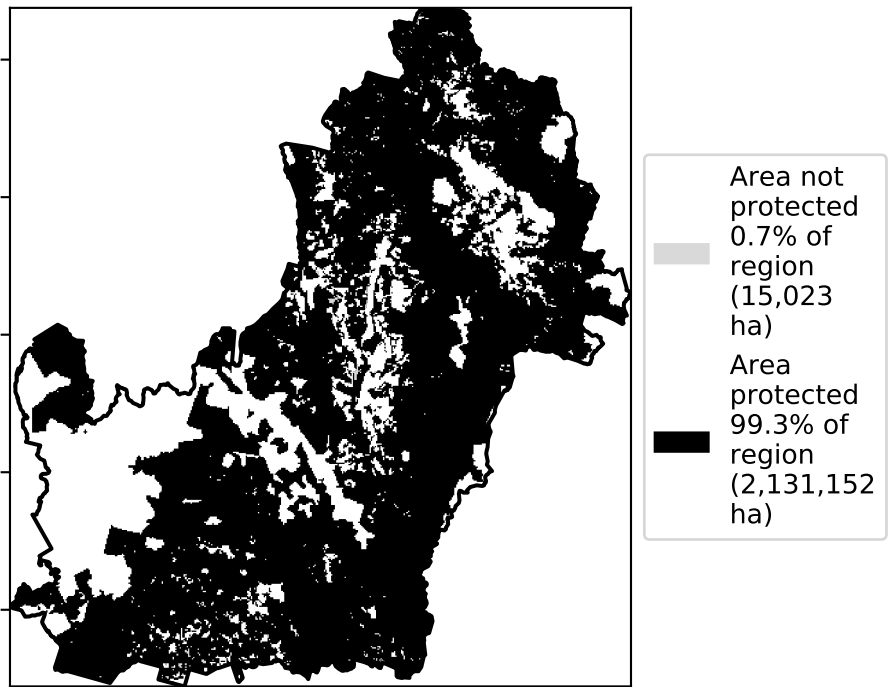 Area not
protected
0.7% of
region
(15,023
ha)
Area
protected
99.3% of
region
(2,131,152
ha)